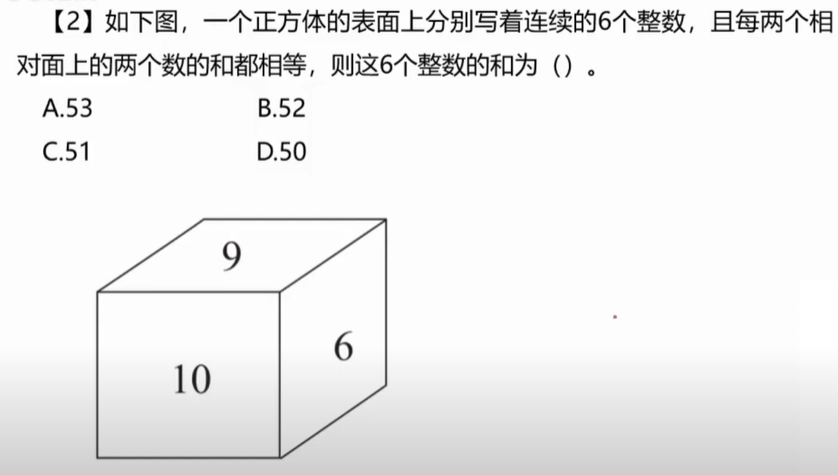 【2】如下图，一个正方体的表面上分别写着连续的6个整数，且每两个相
对面上的两个数的和都相等，则这6个整数的和为（）。
A.53 B.52
C.51 D.50
9
6
10